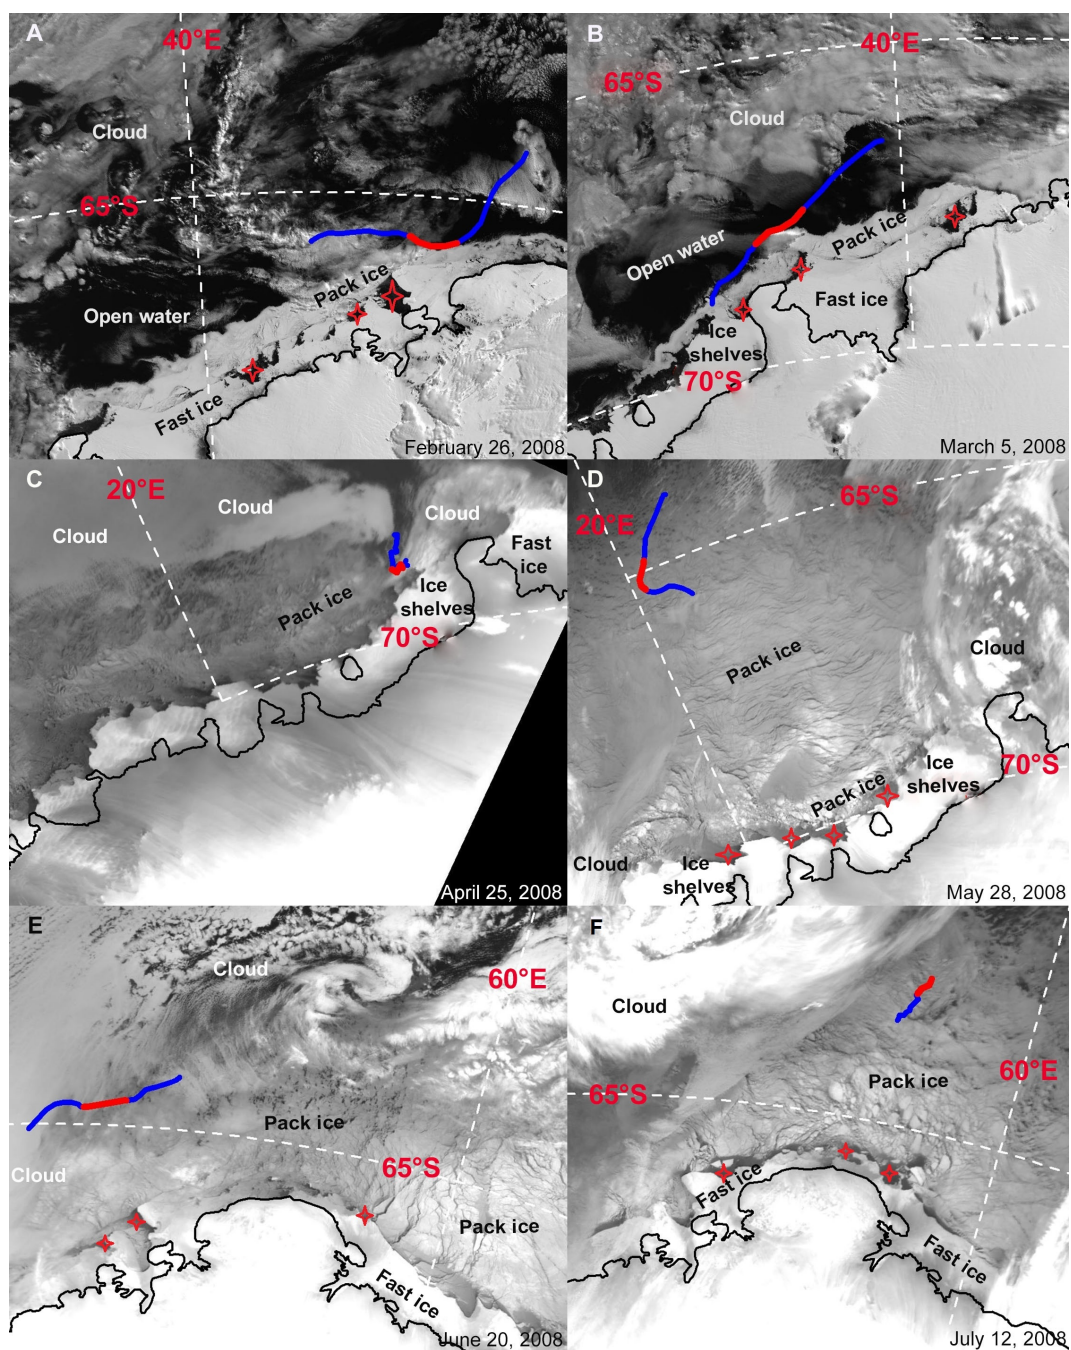 A
40°E
Cloud
65°S
Pack ice
Open water
Fast ice
February 26, 2008
B
40°E
65°S
Cloud
Pack ice
Open water
Fast ice
Ice
shelves
70°S
March 5, 2008
C
20°E
Cloud
Cloud
Cloud
Fast
ice
Pack ice
Ice
shelves
70°S
April 25, 2008
D
65°S
20°E
Pack ice
Cloud
Ice
shelves
70°S
Pack ice
Cloud
Ice
shelves
May 28, 2008
E
Cloud
60°E
Pack ice
65°S
Cloud
Pack ice
Fast ice
June 20, 2008
F
Cloud
60°E
Pack ice
65°S
Fast ice
Fast ice
July 12, 2008